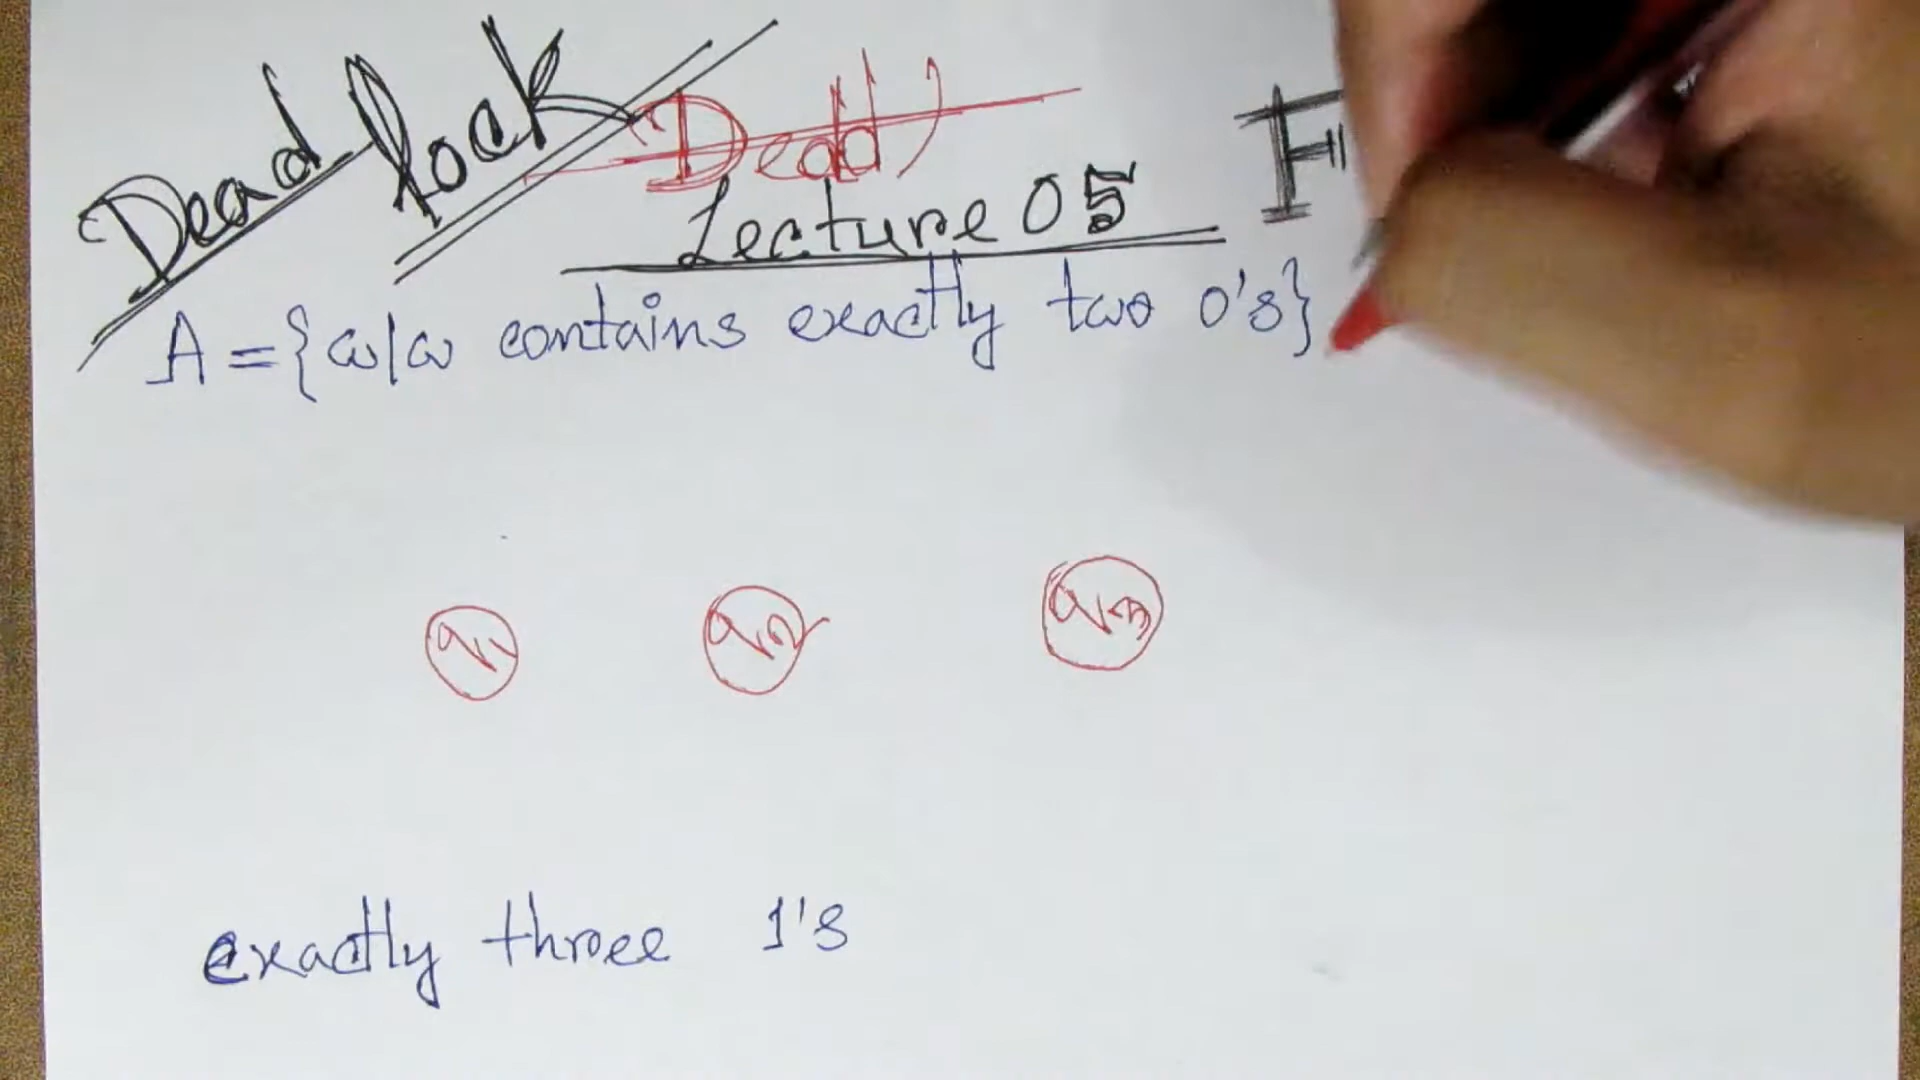 Dead lock
Dead)
Lecture 05
F
A = {ω/ω contains exactly two 0's}
q1 q2 q3
exactly three 1's